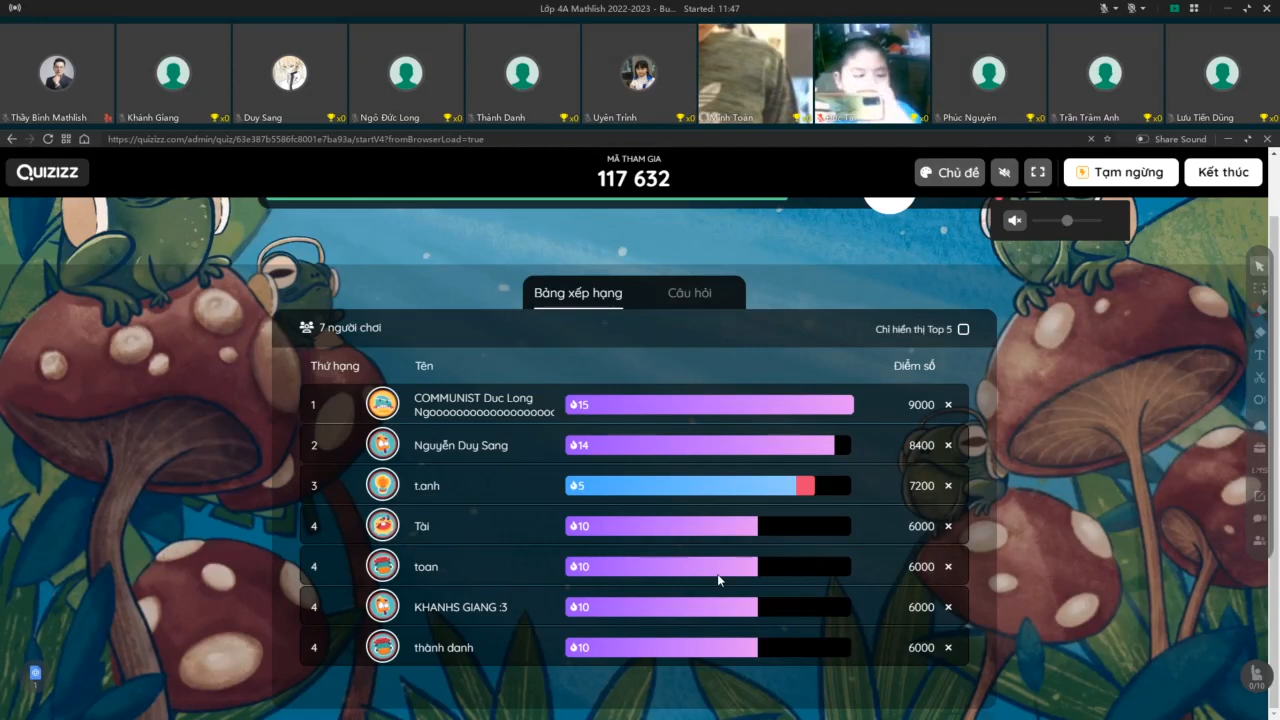 Lớp 4A Mathlish 2022-2023 - Bu... Started: 11:47
Thầy Bình Mathlish
Khánh Giang
x0
Duy Sang
x0
Ngô Đức Long
x0
Thành Danh
x0
Uyên Trinh
x0
Minh Toàn
x0
x0
Phúc Nguyên
x0
Trần Trâm Anh
x0
Lưu Tiến Dũng
x0
https://quizizz.com/admin/quiz/63e387b5586fc8001e7ba93a/startV4?fromBrowserLoad=true
Share Sound
QUIZIZZ
MÃ THAM GIA
117 632
Chủ đề
Tạm ngừng
Kết thúc
Bảng xếp hạng
Câu hỏi
7 người chơi
Chỉ hiển thị Top 5
Thứ hạng
Tên
Điểm số
1
COMMUNIST Duc Long
Ngoooooooooooooooooooc
15
9000
2
Nguyễn Duy Sang
14
8400
3
t.anh
5
7200
4
Tài
10
6000
4
toan
10
6000
4
KHANHS GIANG :3
10
6000
4
thành danh
10
6000
LMS
1
0/10